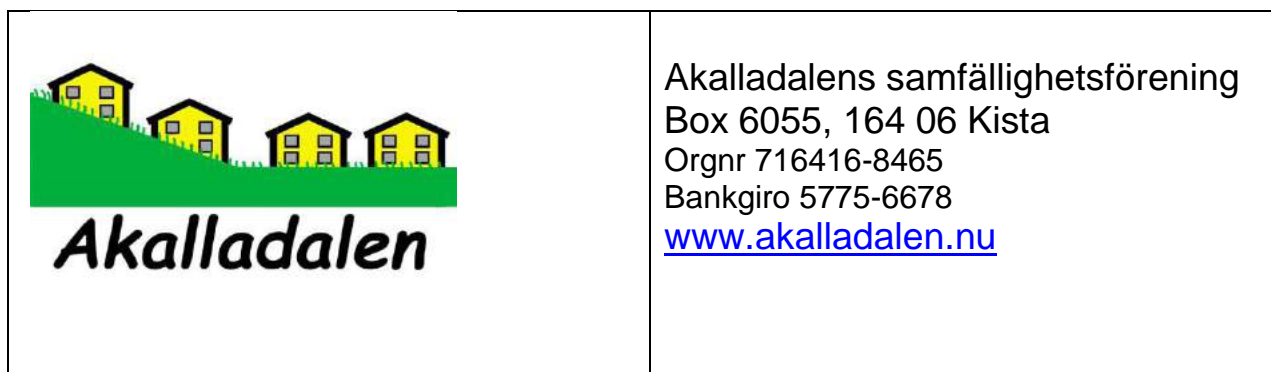 Akalladalen
Akalladalens samfällighetsförening
Box 6055, 164 06 Kista
Orgnr 716416-8465
Bankgiro 5775-6678
www.akalladalen.nu